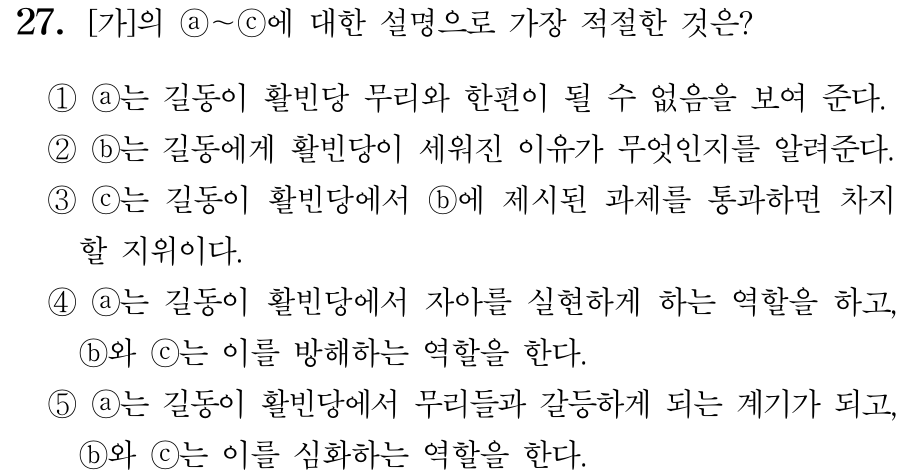 27. [가]의 ⓐ~ⓒ에 대한 설명으로 가장 적절한 것은?
① ⓐ는 길동이 활빈당 무리와 한편이 될 수 없음을 보여 준다.
② ⓑ는 길동에게 활빈당이 세워진 이유가 무엇인지를 알려준다.
③ ⓒ는 길동이 활빈당에서 ⓑ에 제시된 과제를 통과하면 차지
할 지위이다.
④ ⓐ는 길동이 활빈당에서 자아를 실현하게 하는 역할을 하고,
ⓑ와 ⓒ는 이를 방해하는 역할을 한다.
⑤ ⓐ는 길동이 활빈당에서 무리들과 갈등하게 되는 계기가 되고,
ⓑ와 ⓒ는 이를 심화하는 역할을 한다.